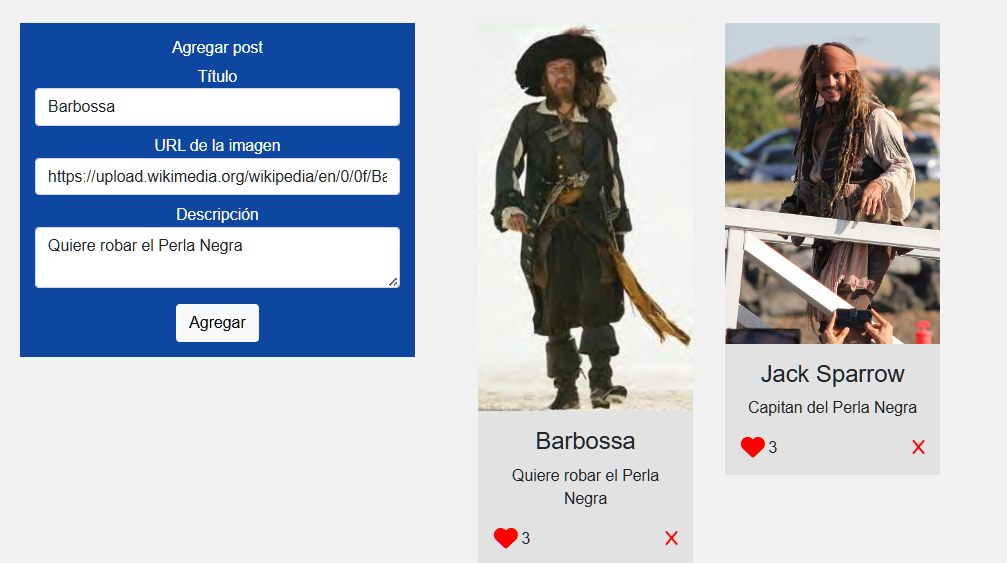 Agregar post
Título
Barbossa
URL de la imagen
https://upload.wikimedia.org/wikipedia/en/0/0f/Ba
Descripción
Quiere robar el Perla Negra
Agregar
Barbossa
Quiere robar el Perla
Negra
3
X
Jack Sparrow
Capitan del Perla Negra
3
X